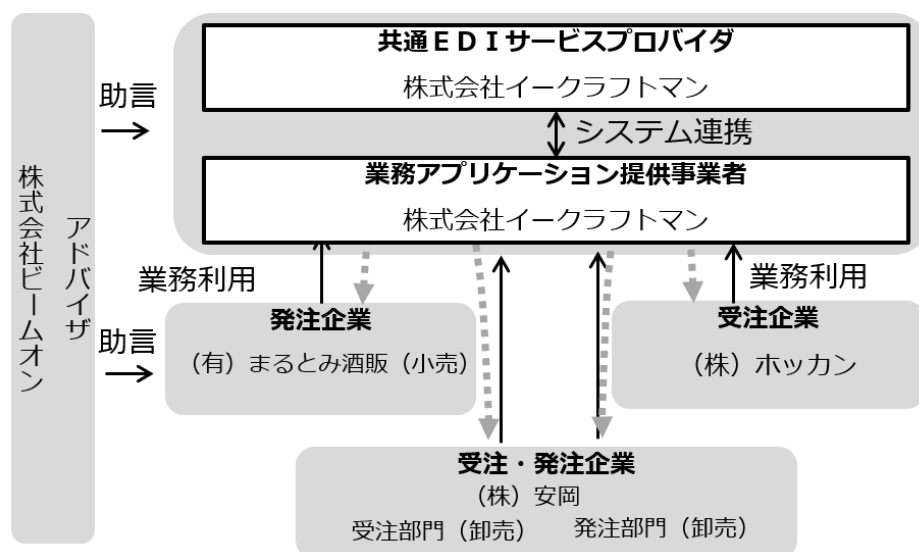 株式会社ビームオン
アドバイザ
助言
助言
共通ＥＤＩサービスプロバイダ
株式会社イークラフトマン
システム連携
業務アプリケーション提供事業者
株式会社イークラフトマン
業務利用
業務利用
発注企業
（有）まるとみ酒販（小売）
受注企業
（株）ホッカン
受注・発注企業
（株）安岡
受注部門（卸売）
発注部門（卸売）